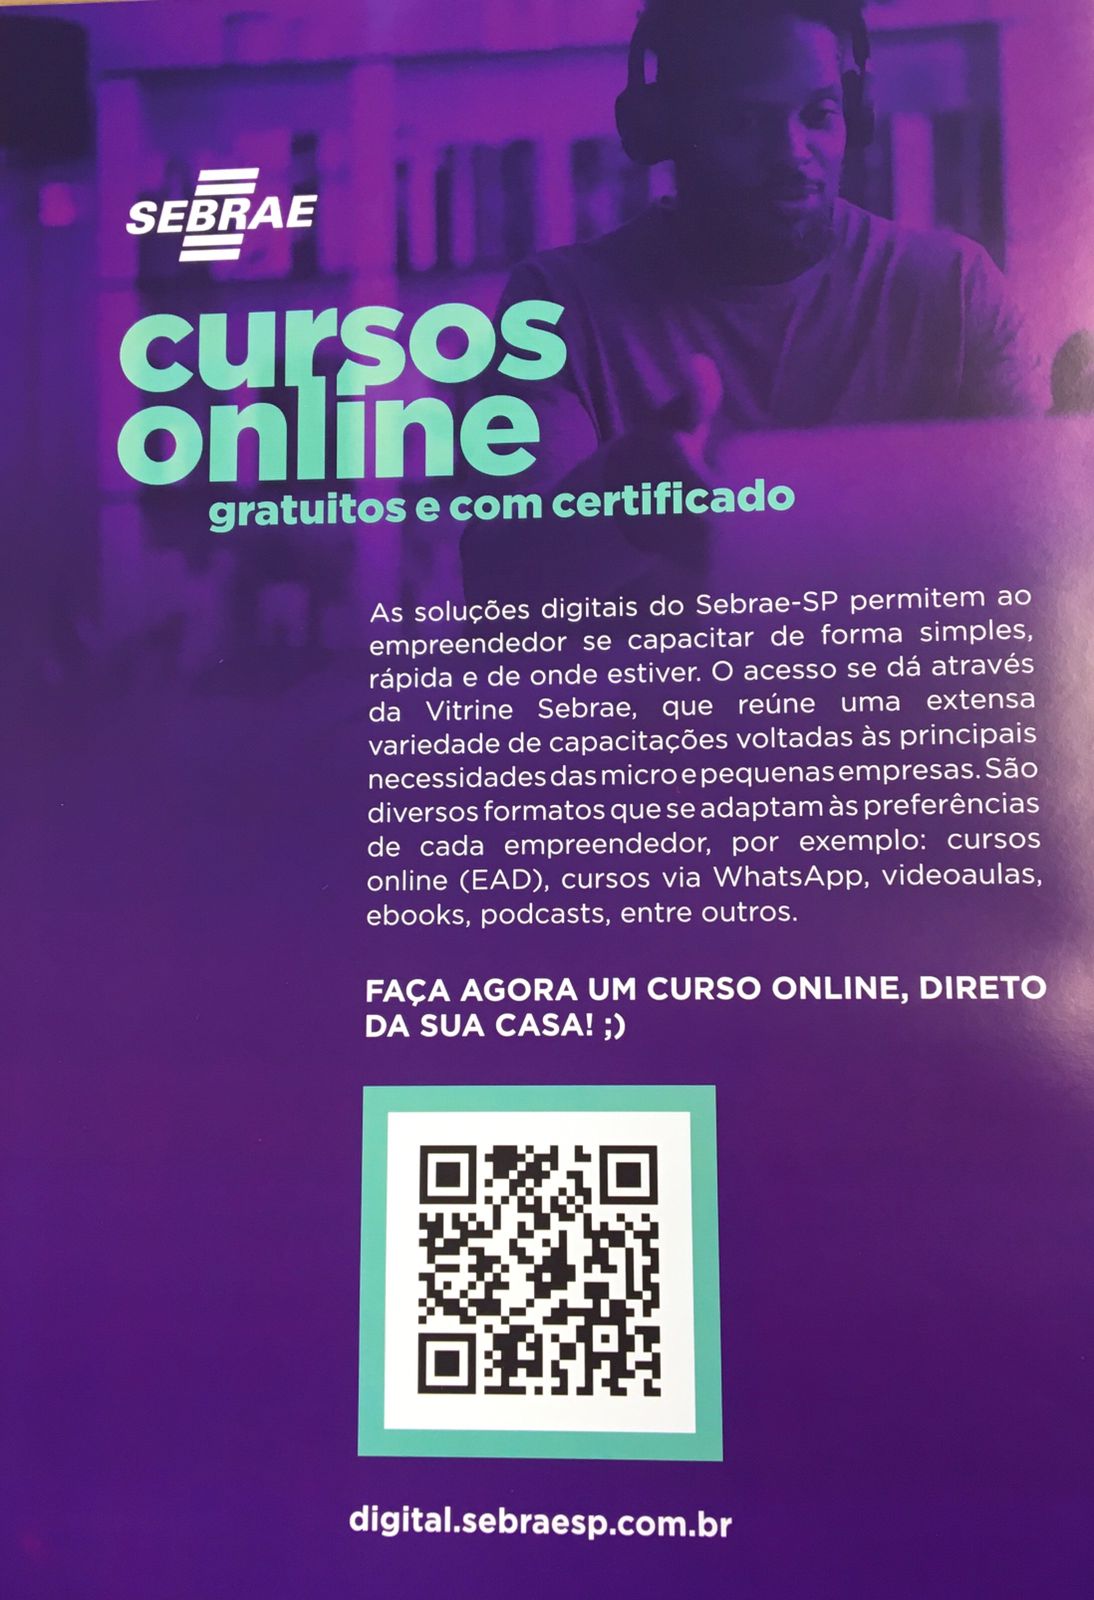 SEBRAE
cursos
online
gratuitos e com certificado
As soluções digitais do Sebrae-SP permitem ao
empreendedor se capacitar de forma simples,
rápida e de onde estiver. O acesso se dá através
da Vitrine Sebrae, que reúne uma extensa
variedade de capacitações voltadas às principais
necessidades das micro e pequenas empresas. São
diversos formatos que se adaptam às preferências
de cada empreendedor, por exemplo: cursos
online (EAD), cursos via WhatsApp, videoaulas,
ebooks, podcasts, entre outros.
FAÇA AGORA UM CURSO ONLINE, DIRETO
DA SUA CASA! ;)
digital.sebraesp.com.br